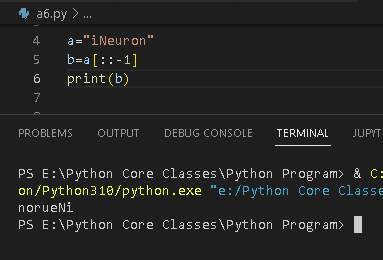 a6.py > ...
4 a="iNeuron"
5 b=a[::-1]
6 print(b)
7
PROBLEMS OUTPUT DEBUG CONSOLE TERMINAL JUPYT
PS E:\Python Core Classes\Python Program> & C:
on/Python310/python.exe "e:/Python Core Classe
norueNi
PS E:\Python Core Classes\Python Program>